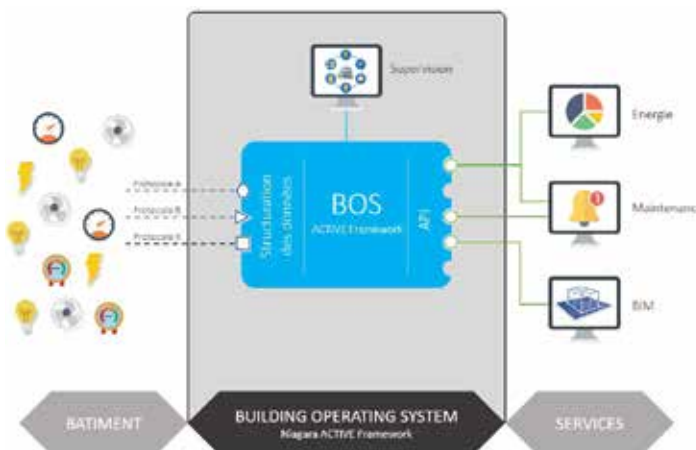 Supervision
Energie
Protocole A
Protocole B
Protocole X
Structuration
des données
BOS
ACTIVE Framework
API
Maintenance
BIM
BATIMENT
BUILDING OPERATING SYSTEM
Niagara ACTIVE Framework
SERVICES